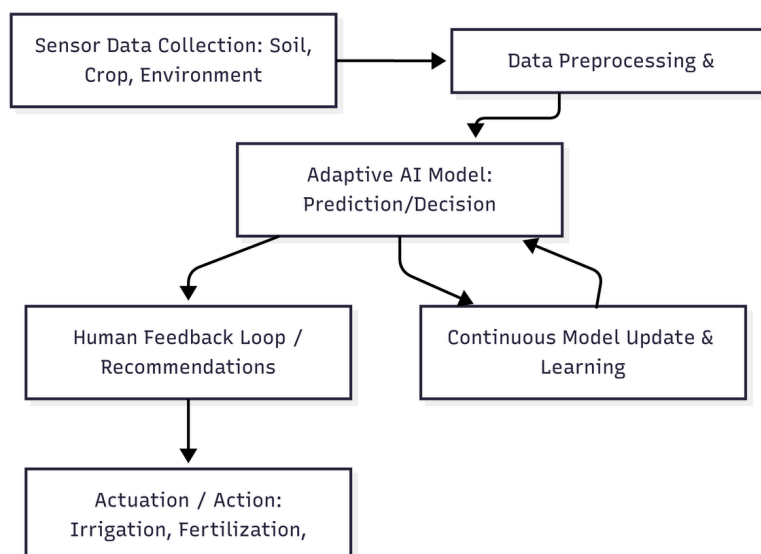 Sensor Data Collection: Soil,
Crop, Environment
Data Preprocessing &
Adaptive AI Model:
Prediction/Decision
Human Feedback Loop /
Recommendations
Continuous Model Update &
Learning
Actuation / Action:
Irrigation, Fertilization,